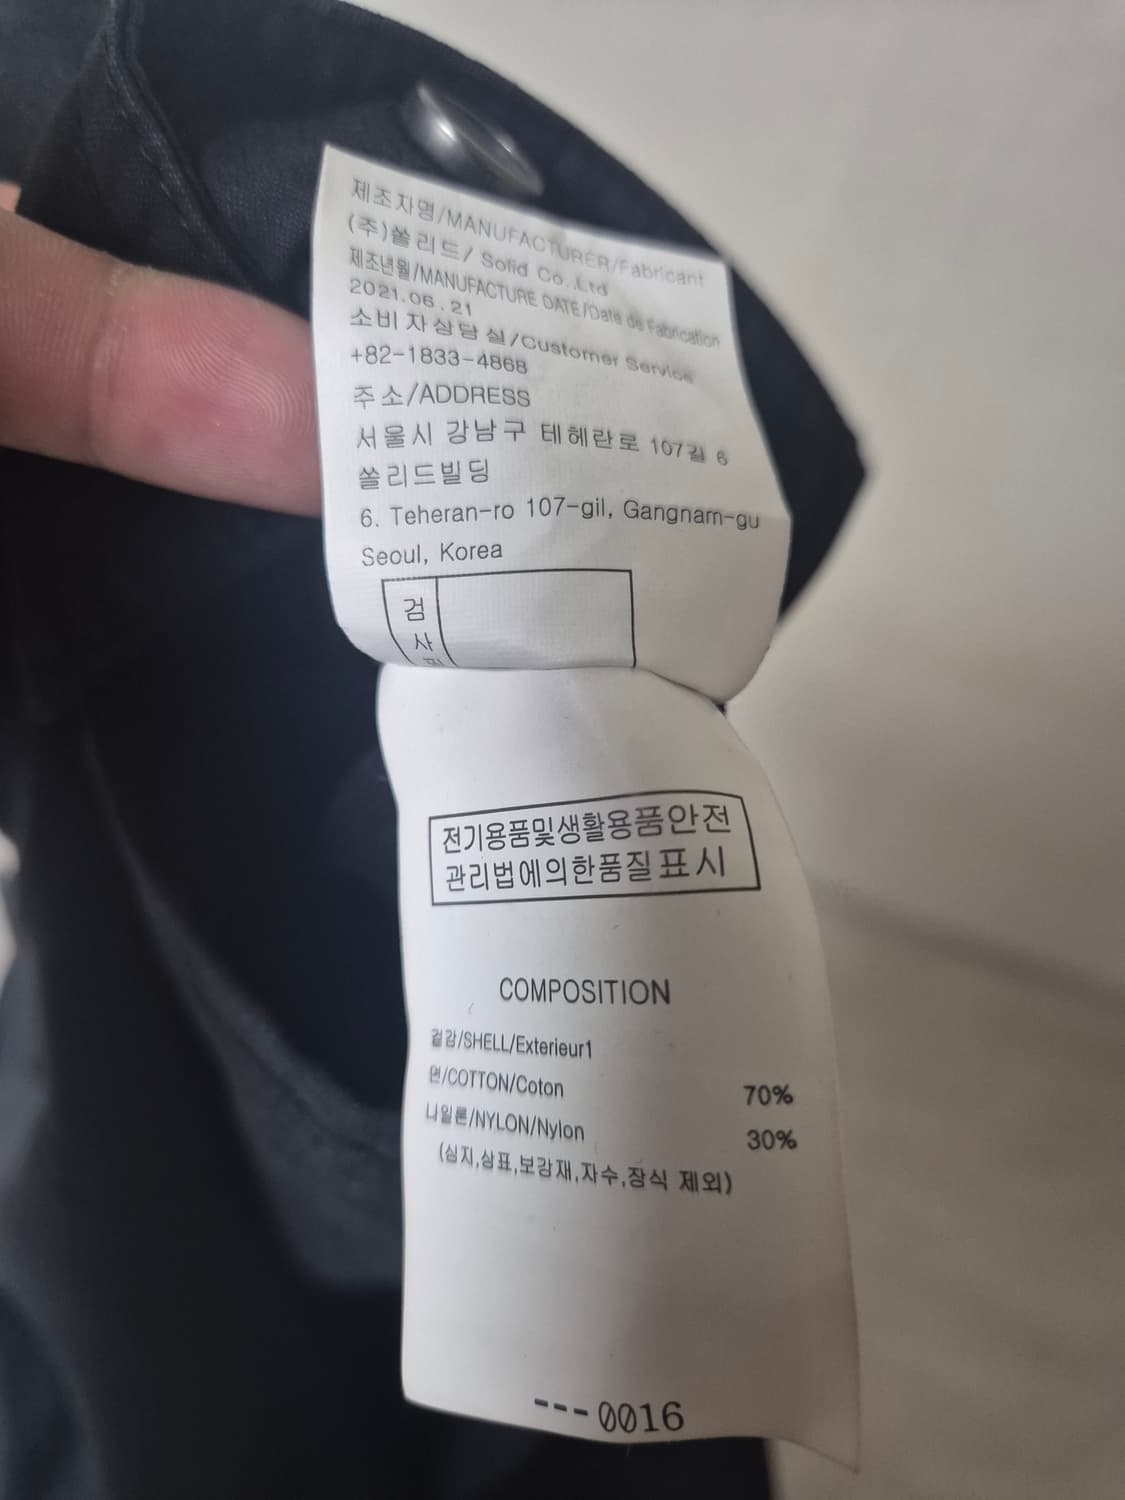 제조자명/MANUFACTURER/Fabricant
(주)쏠리드/ Solid Co.,Ltd
제조년월/MANUFACTURE DATE/Date de Fabrication
2021.06.21
소비자상담실/Customer Service
+82-1833-4868
주소/ADDRESS
서울시 강남구 테헤란로 107길 6
쏠리드빌딩
6. Teheran-ro 107-gil, Gangnam-gu
Seoul, Korea
검
사
전기용품및생활용품안전
관리법에의한품질표시
COMPOSITION
겉감/SHELL/Exterieur1
면/COTTON/Coton 70%
나일론/NYLON/Nylon 30%
(심지,상표,보강재,자수,장식 제외)
---0016